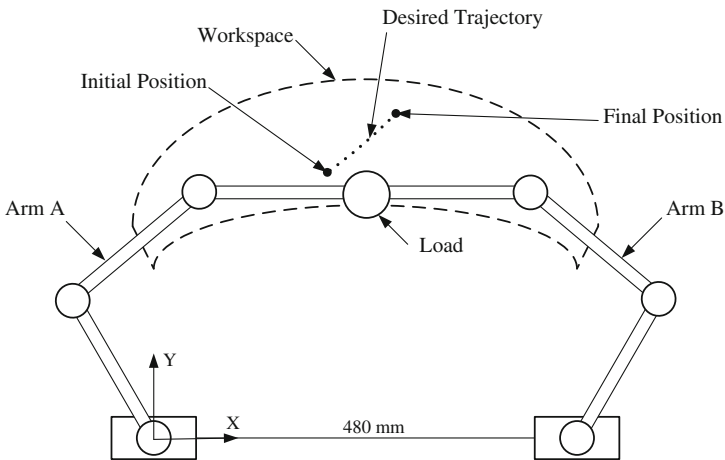 Desired Trajectory
Workspace
Initial Position
Final Position
Arm A
Arm B
Load
Y
X
480 mm